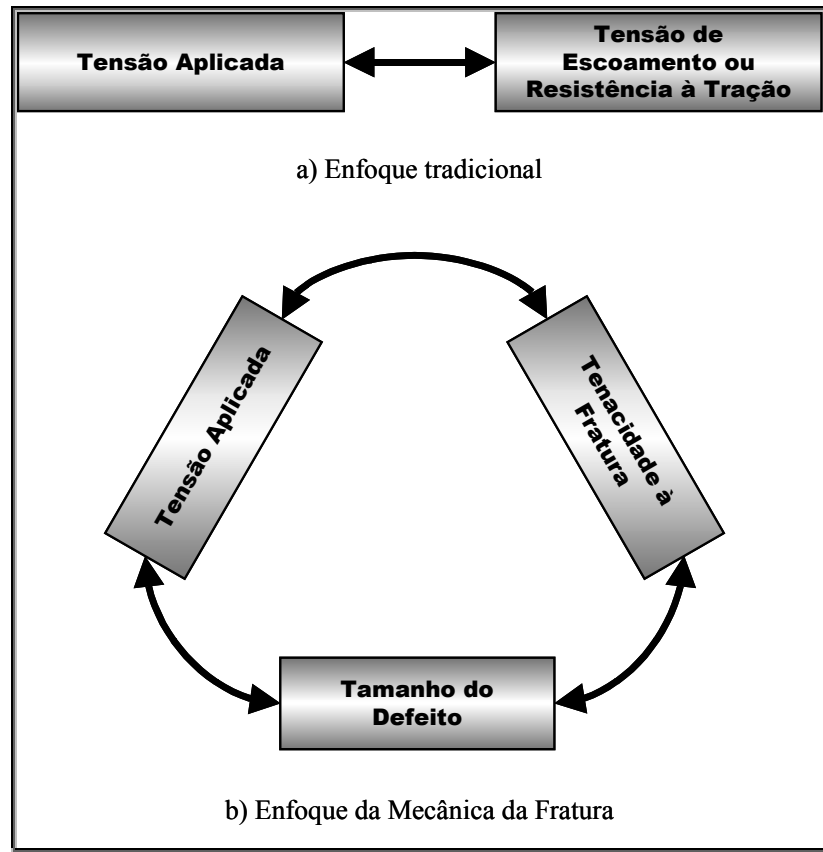 Tensão Aplicada
Tensão de
Escoamento ou
Resistência à Tração
a) Enfoque tradicional
Tensão Aplicada
Tenacidade à
Fratura
Tamanho do
Defeito
b) Enfoque da Mecânica da Fratura